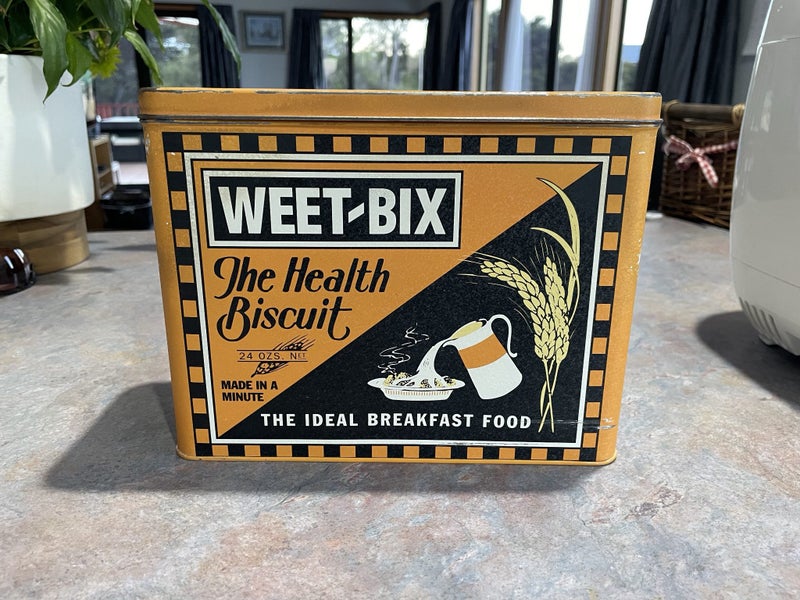 WEET-BIX
The Health
Biscuit
24 OZS. NET
MADE IN A
MINUTE
THE IDEAL BREAKFAST FOOD